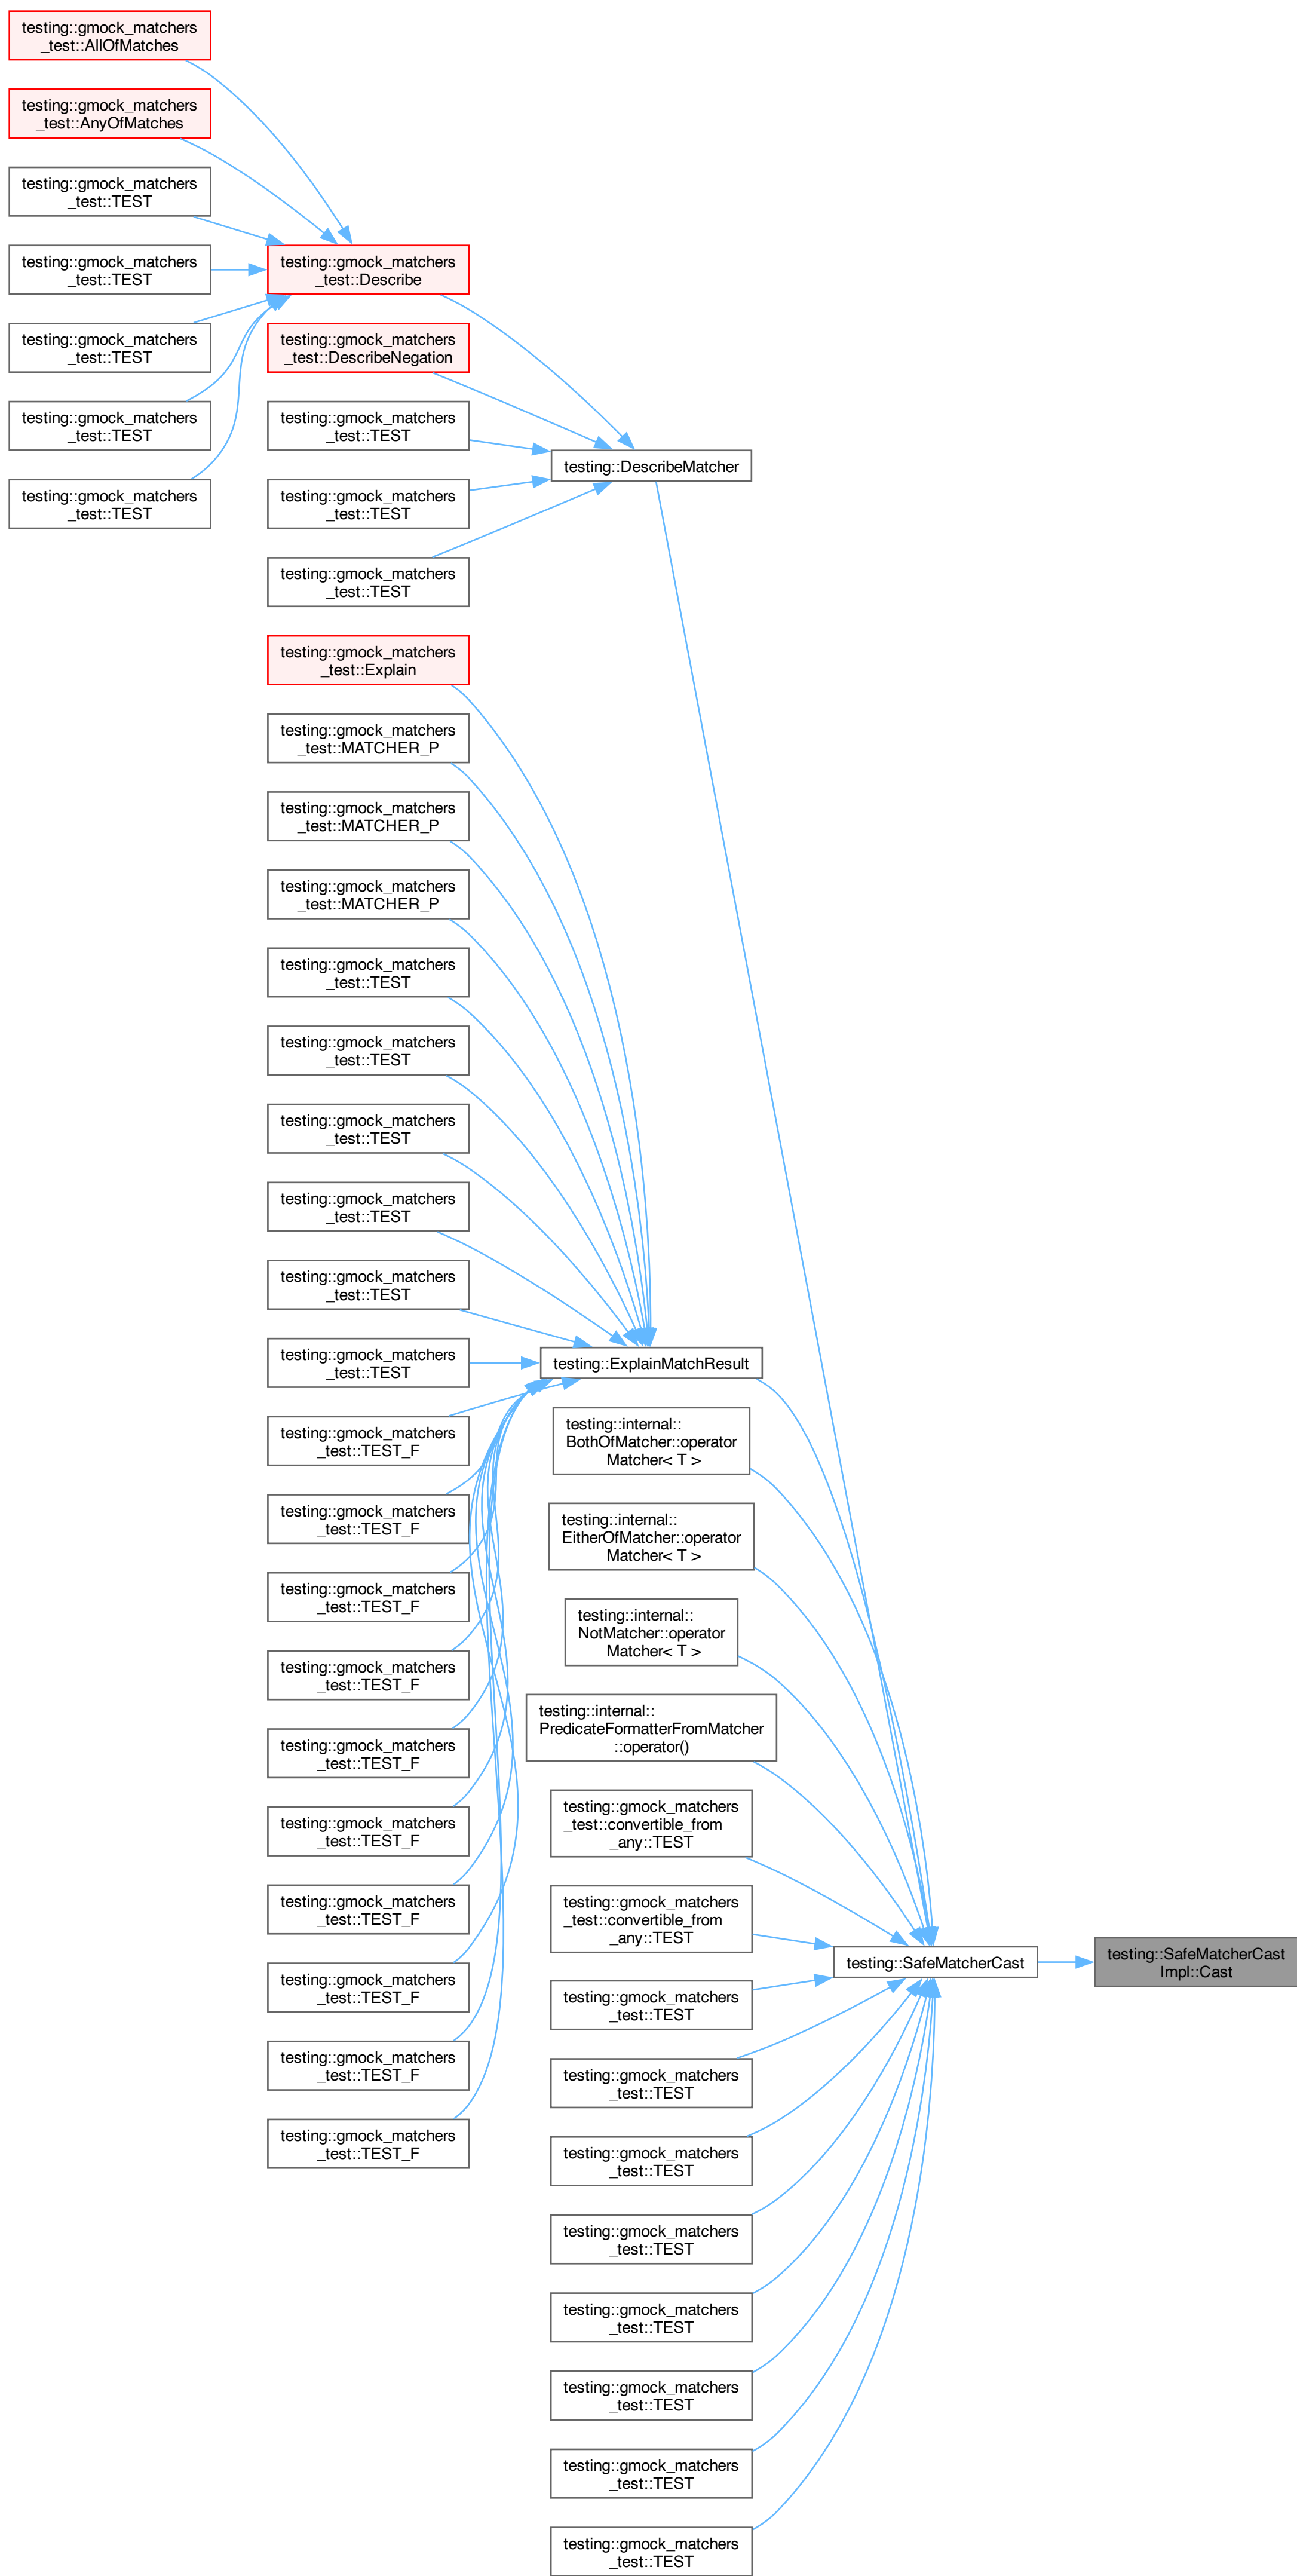 testing::gmock_matchers
_test::AllOfMatches
testing::gmock_matchers
_test::AnyOfMatches
testing::gmock_matchers
_test::TEST
testing::gmock_matchers
_test::TEST
testing::gmock_matchers
_test::TEST
testing::gmock_matchers
_test::TEST
testing::gmock_matchers
_test::TEST
testing::gmock_matchers
_test::Describe
testing::gmock_matchers
_test::DescribeNegation
testing::gmock_matchers
_test::TEST
testing::gmock_matchers
_test::TEST
testing::gmock_matchers
_test::TEST
testing::DescribeMatcher
testing::gmock_matchers
_test::Explain
testing::gmock_matchers
_test::MATCHER_P
testing::gmock_matchers
_test::MATCHER_P
testing::gmock_matchers
_test::MATCHER_P
testing::gmock_matchers
_test::TEST
testing::gmock_matchers
_test::TEST
testing::gmock_matchers
_test::TEST
testing::gmock_matchers
_test::TEST
testing::gmock_matchers
_test::TEST
testing::gmock_matchers
_test::TEST
testing::gmock_matchers
_test::TEST_F
testing::gmock_matchers
_test::TEST_F
testing::gmock_matchers
_test::TEST_F
testing::gmock_matchers
_test::TEST_F
testing::gmock_matchers
_test::TEST_F
testing::gmock_matchers
_test::TEST_F
testing::gmock_matchers
_test::TEST_F
testing::gmock_matchers
_test::TEST_F
testing::gmock_matchers
_test::TEST_F
testing::gmock_matchers
_test::TEST_F
testing::ExplainMatchResult
testing::internal::
BothOfMatcher::operator
Matcher< T >
testing::internal::
EitherOfMatcher::operator
Matcher< T >
testing::internal::
NotMatcher::operator
Matcher< T >
testing::internal::
PredicateFormatterFromMatcher
::operator()
testing::gmock_matchers
_test::convertible_from
_any::TEST
testing::gmock_matchers
_test::convertible_from
_any::TEST
testing::gmock_matchers
_test::TEST
testing::gmock_matchers
_test::TEST
testing::gmock_matchers
_test::TEST
testing::gmock_matchers
_test::TEST
testing::gmock_matchers
_test::TEST
testing::gmock_matchers
_test::TEST
testing::gmock_matchers
_test::TEST
testing::gmock_matchers
_test::TEST
testing::SafeMatcherCast
testing::SafeMatcherCast
Impl::Cast